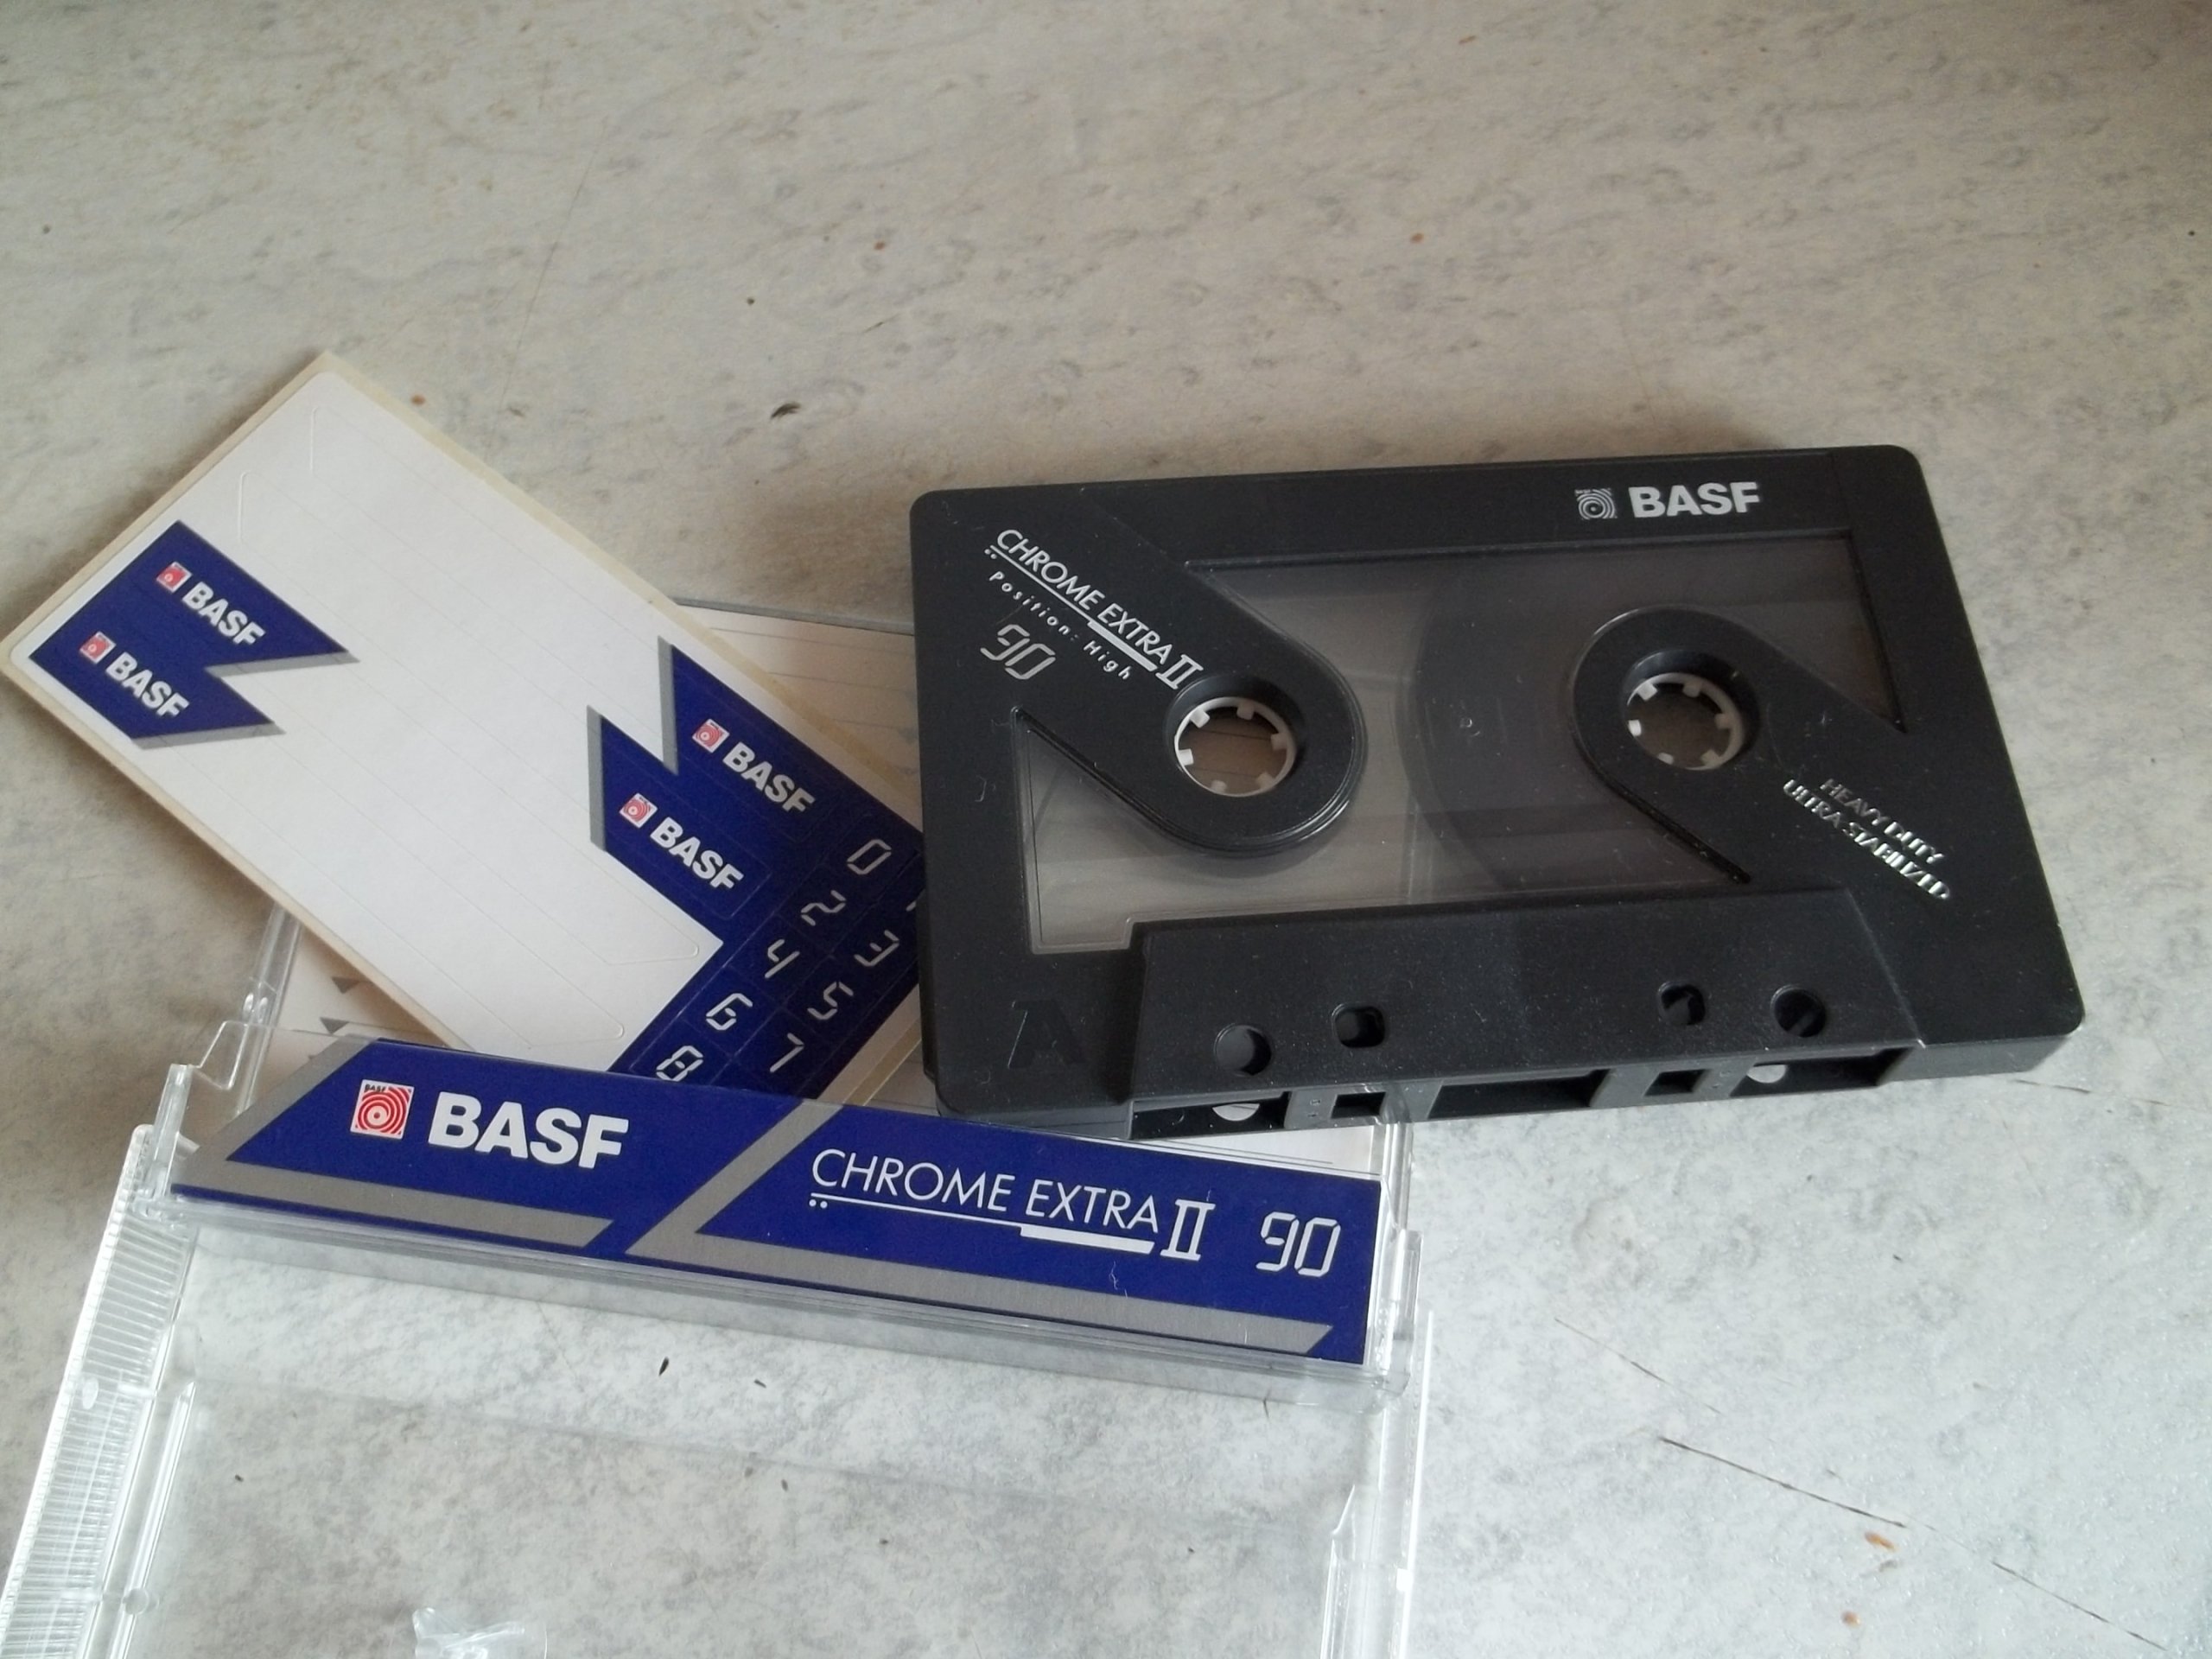 BASF
CHROME EXTRA II
Position: High
90
HEAVY DUTY
ULTRA STABILIZED
A
BASF
BASF
BASF
BASF
0
2
3
4
5
6
7
8
BASF
CHROME EXTRA II 90